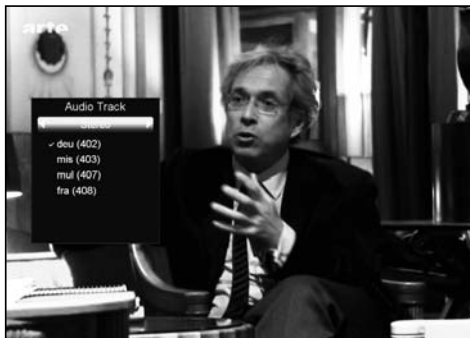 arte
Audio Track
Stereo
✓ deu (402)
mis (403)
mul (407)
fra (408)